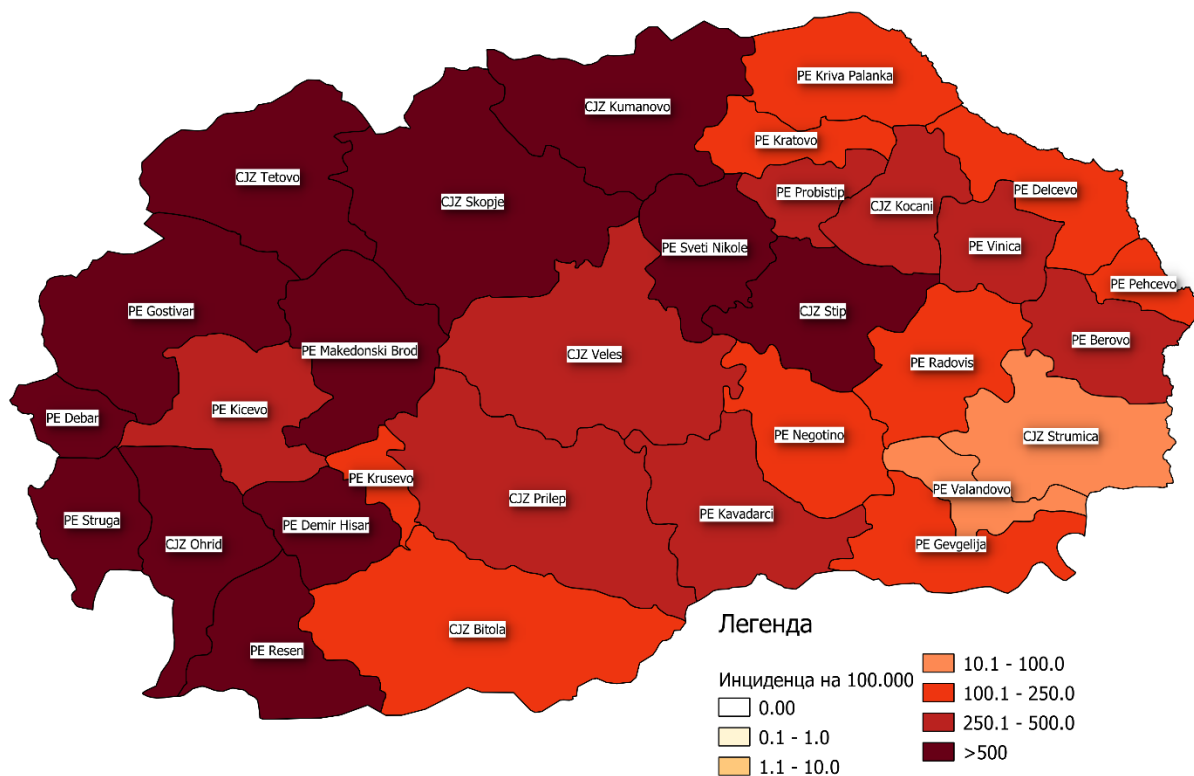 PE Kriva Palanka
CJZ Kumanovo
PE Kratovo
CJZ Tetovo
PE Probistip
PE Delcevo
CJZ Skopje
CJZ Kocani
PE Sveti Nikole
PE Vinica
PE Pehcevo
PE Gostivar
CJZ Stip
PE Berovo
PE Makedonski Brod
CJZ Veles
PE Radovis
PE Kicevo
PE Debar
PE Negotino
CJZ Strumica
PE Krusevo
PE Valandovo
CJZ Prilep
PE Kavadarci
PE Struga
PE Demir Hisar
CJZ Ohrid
PE Gevgelija
CJZ Bitola
PE Resen
Легенда
Инциденца на 100.000
0.00
0.1 - 1.0
1.1 - 10.0
10.1 - 100.0
100.1 - 250.0
250.1 - 500.0
>500